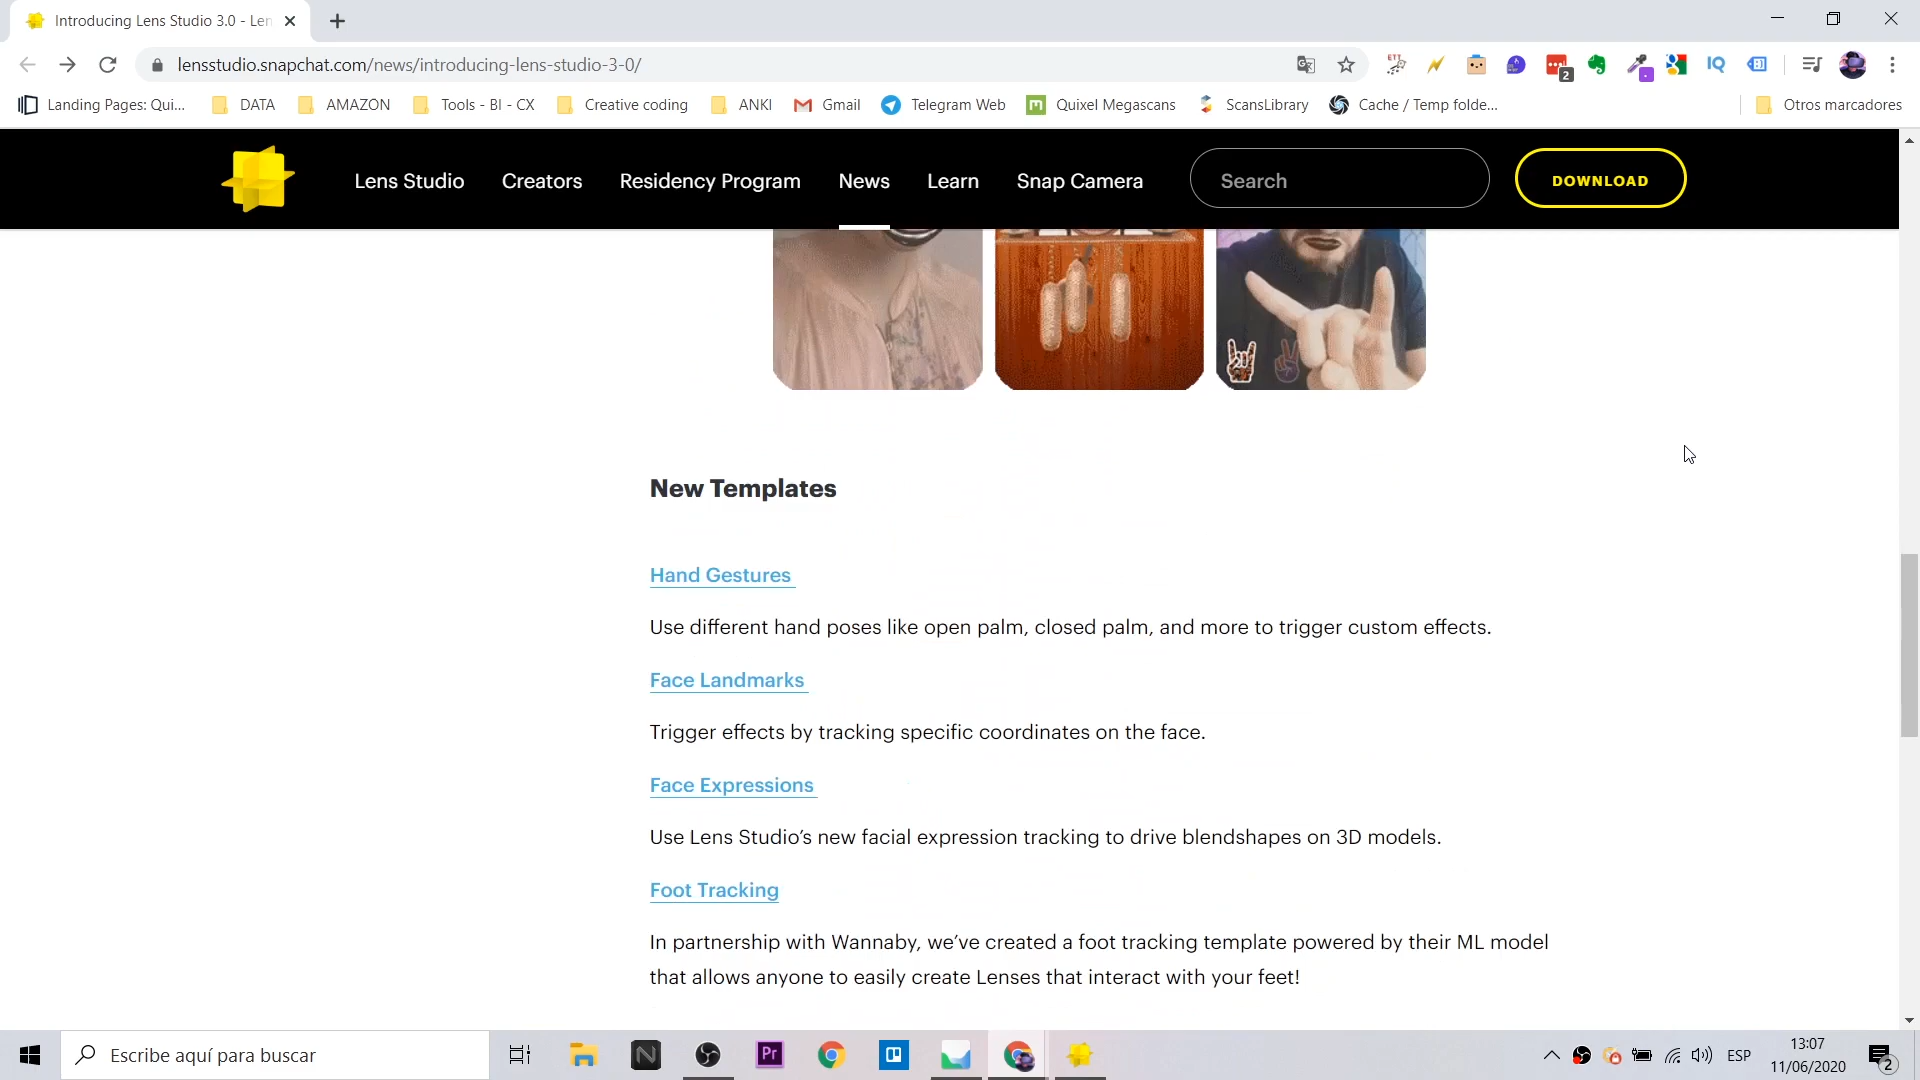 Introducing Lens Studio 3.0 - Len
lensstudio.snapchat.com/news/introducing-lens-studio-3-0/
ETT
2
IQ
Landing Pages: Qui...
DATA
AMAZON
Tools - BI - CX
Creative coding
ANKI
Gmail
Telegram Web
Quixel Megascans
ScansLibrary
Cache / Temp folde...
Otros marcadores
Lens Studio
Creators
Residency Program
News
Learn
Snap Camera
Search
DOWNLOAD
New Templates
Hand Gestures
Use different hand poses like open palm, closed palm, and more to trigger custom effects.
Face Landmarks
Trigger effects by tracking specific coordinates on the face.
Face Expressions
Use Lens Studio’s new facial expression tracking to drive blendshapes on 3D models.
Foot Tracking
In partnership with Wannaby, we’ve created a foot tracking template powered by their ML model
that allows anyone to easily create Lenses that interact with your feet!
Escribe aquí para buscar
N
Pr
ESP
13:07
11/06/2020
2